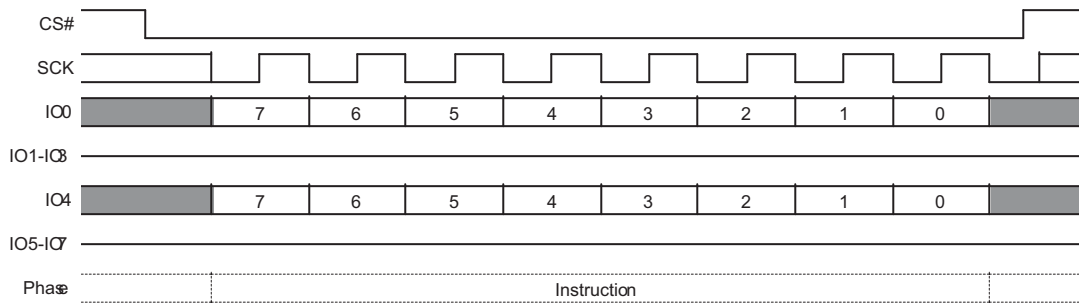 CS#
SCK
IO0 7 6 5 4 3 2 1 0
IO1-IO3
IO4 7 6 5 4 3 2 1 0
IO5-IO7
Phase Instruction